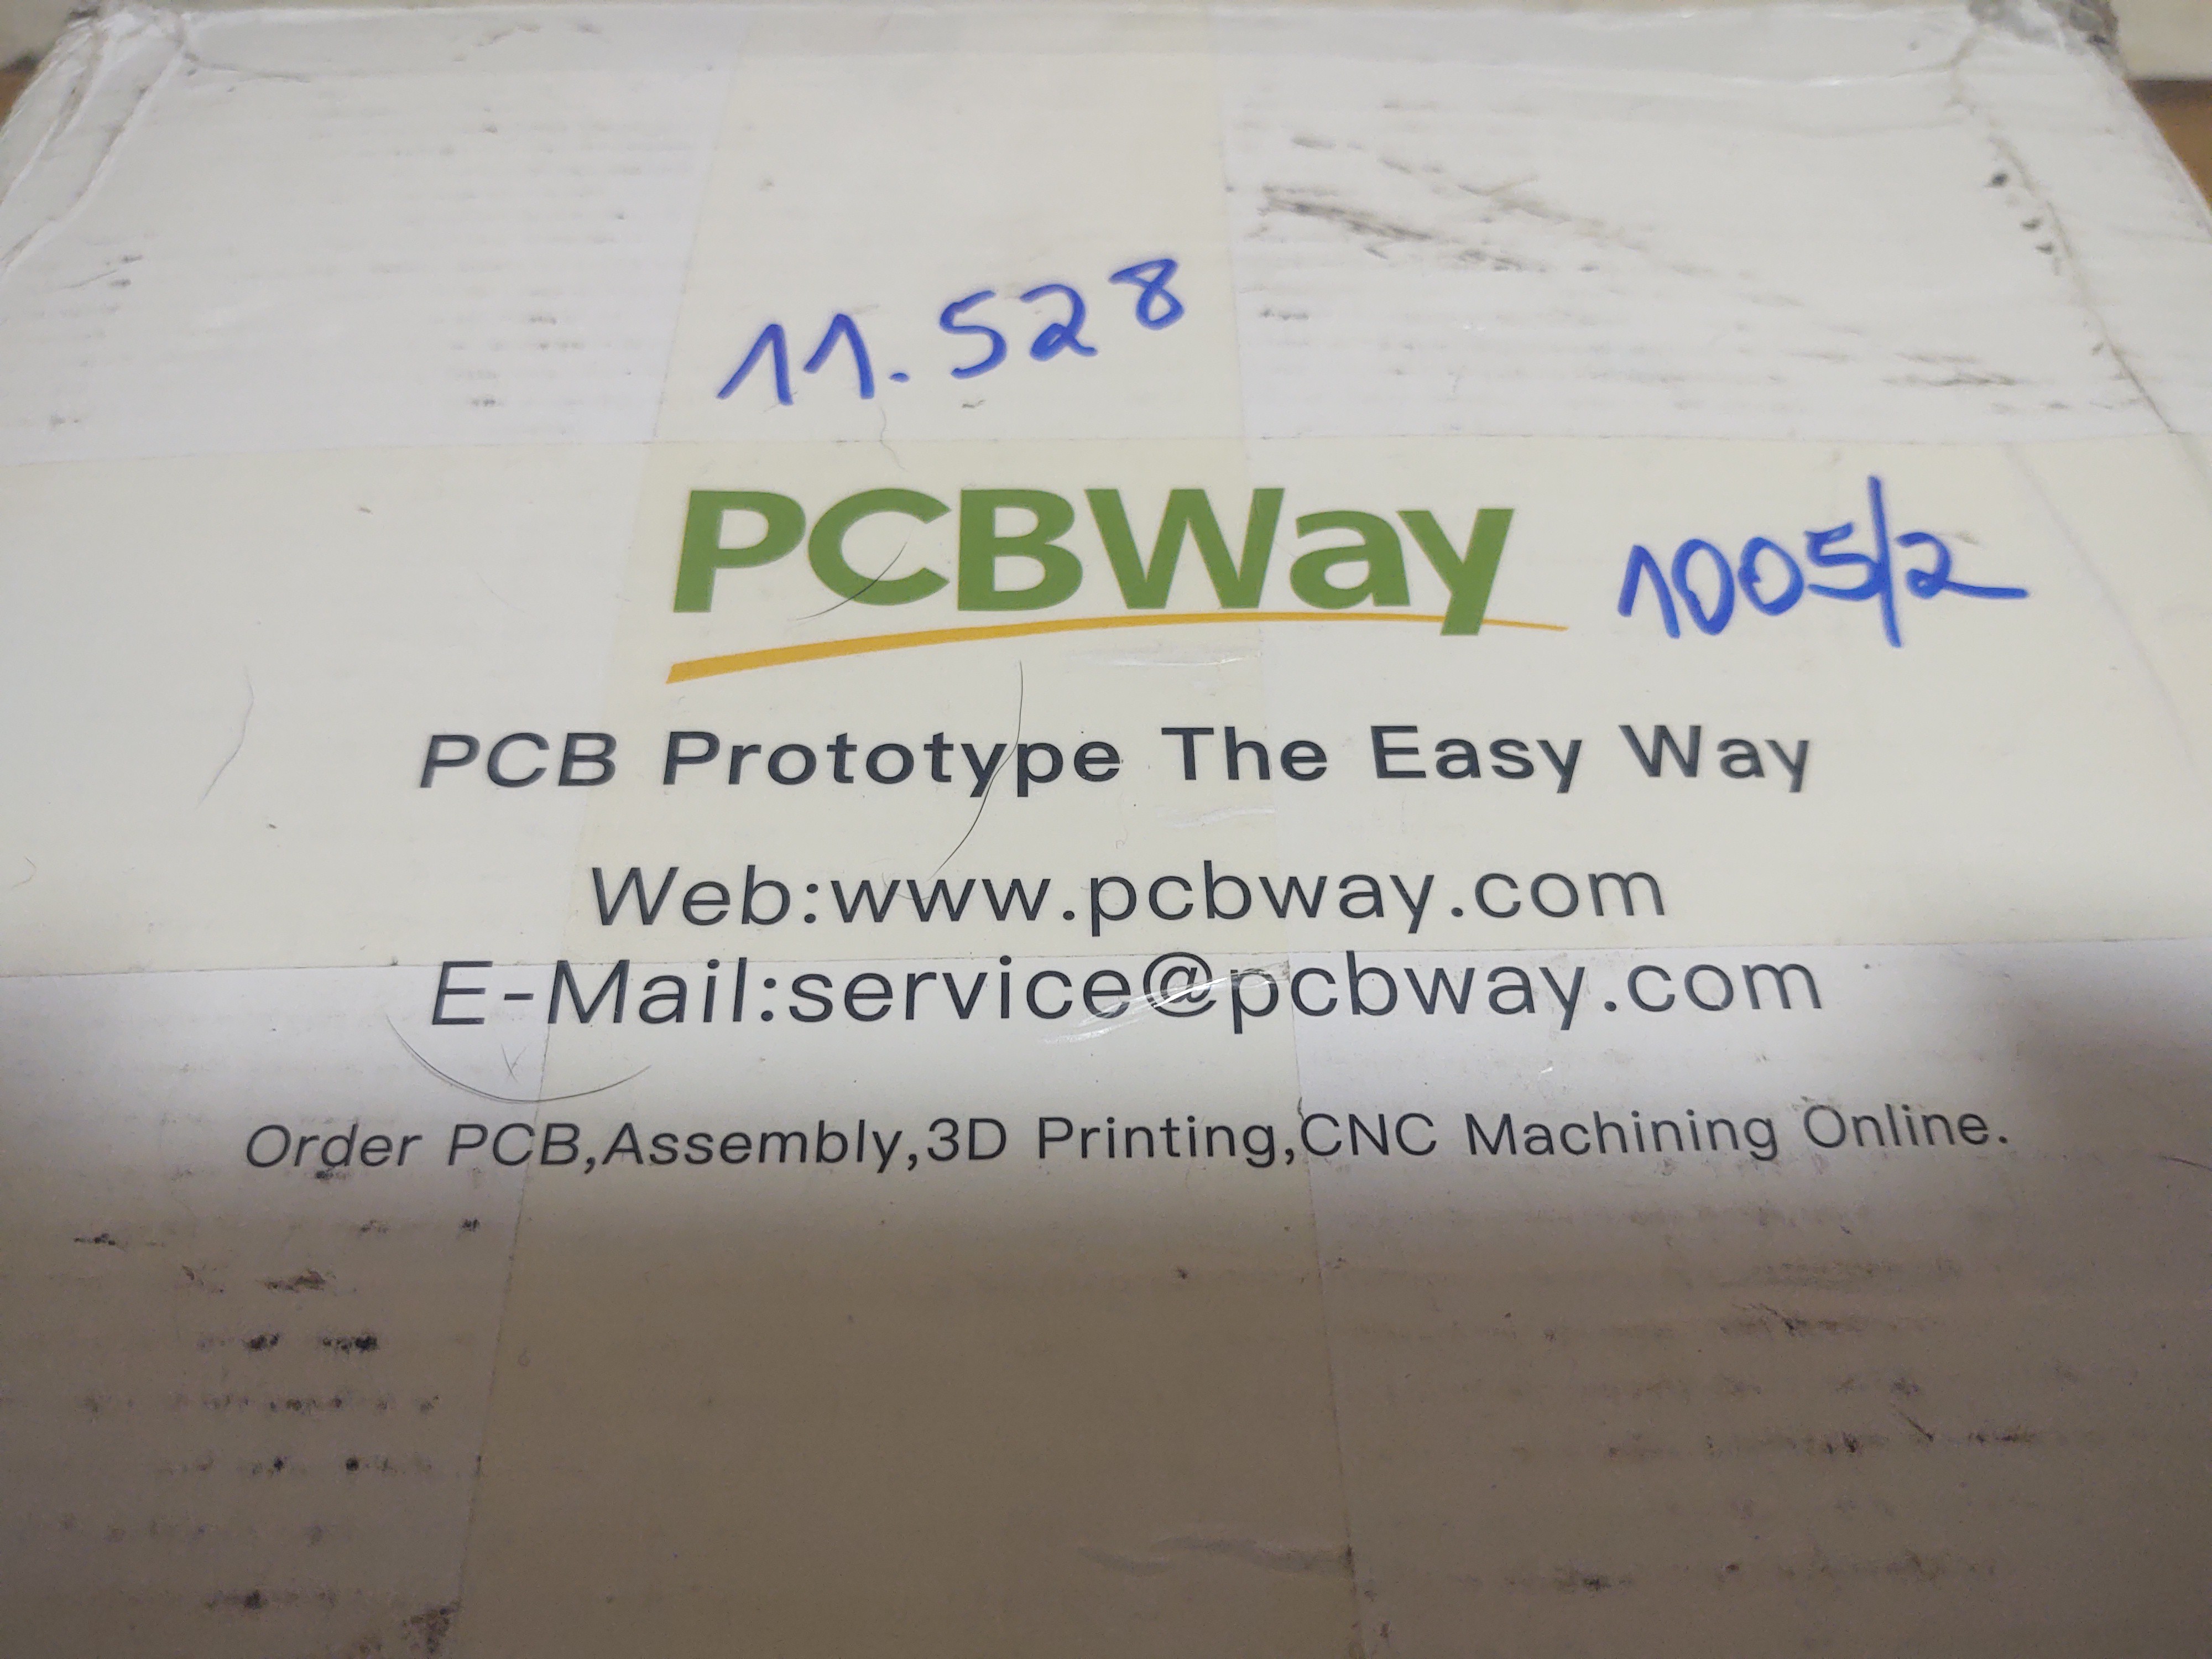 11.528
PCBWay 1005/2
PCB Prototype The Easy Way
Web:www.pcbway.com
E-Mail:service@pcbway.com
Order PCB,Assembly,3D Printing,CNC Machining Online.